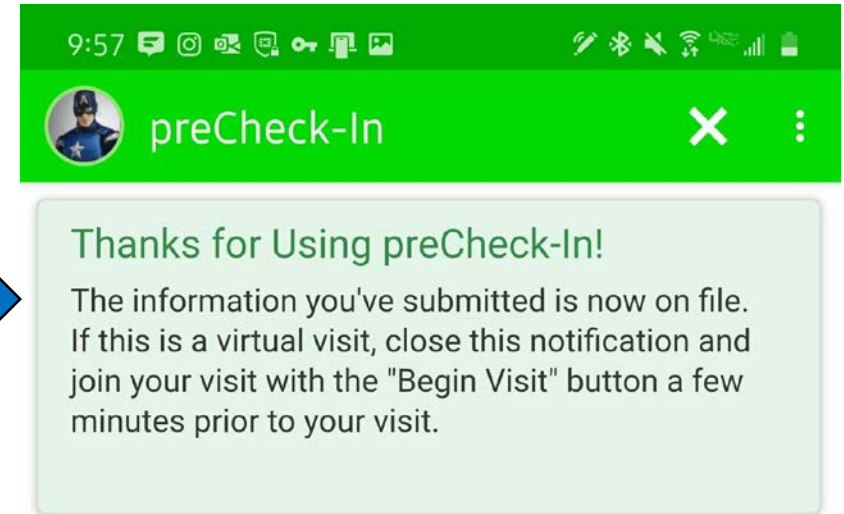 9:57
preCheck-In
Thanks for Using preCheck-In!
The information you've submitted is now on file.
If this is a virtual visit, close this notification and
join your visit with the "Begin Visit" button a few
minutes prior to your visit.